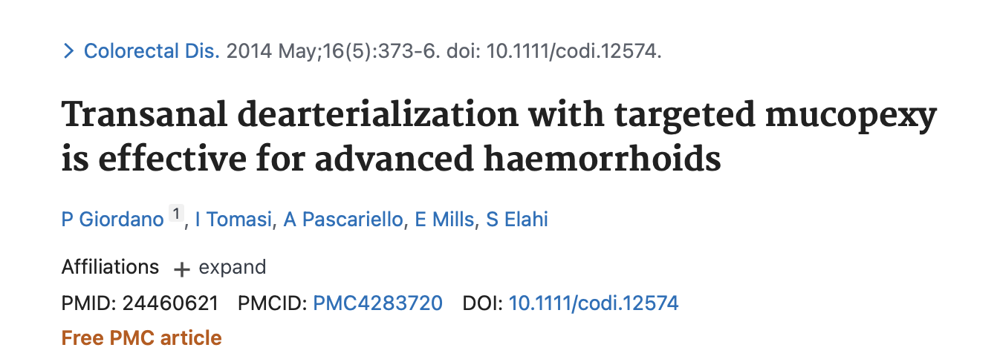 > Colorectal Dis. 2014 May;16(5):373-6. doi: 10.1111/codi.12574.
Transanal dearterialization with targeted mucopexy
is effective for advanced haemorrhoids
P Giordano 1, I Tomasi, A Pascariello, E Mills, S Elahi
Affiliations + expand
PMID: 24460621 PMCID: PMC4283720 DOI: 10.1111/codi.12574
Free PMC article